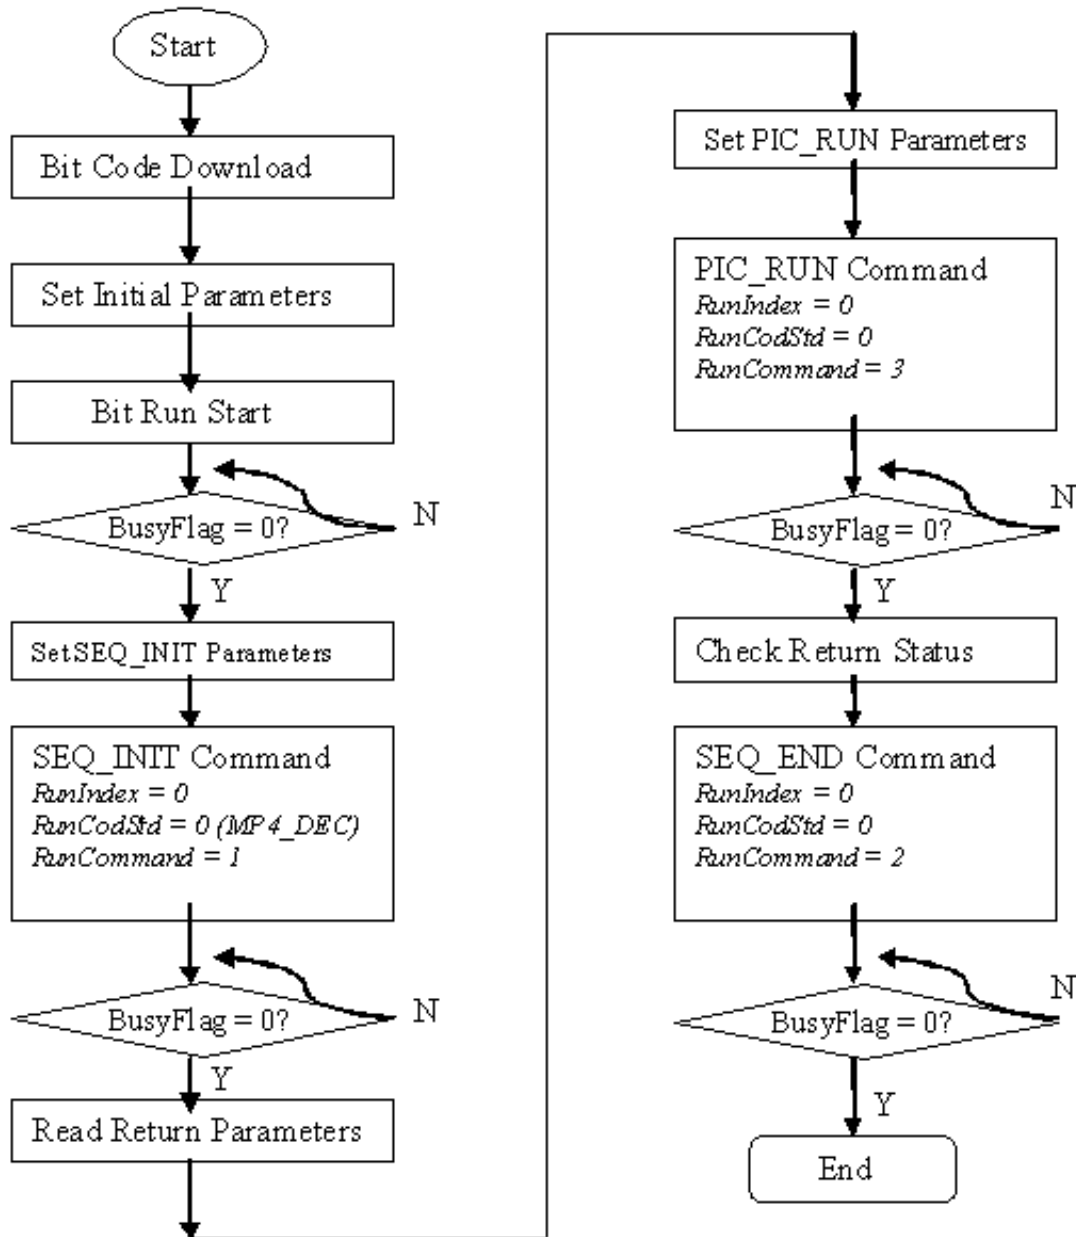 Start
Bit Code Download
Set Initial Parameters
Bit Run Start
BusyFlag = 0?
N
Y
Set SEQ_INIT Parameters
SEQ_INIT Command
RunIndex = 0
RunCodStd = 0 (MP4_DEC)
RunCommand = 1
BusyFlag = 0?
N
Y
Read Return Parameters
Set PIC_RUN Parameters
PIC_RUN Command
RunIndex = 0
RunCodStd = 0
RunCommand = 3
BusyFlag = 0?
N
Y
Check Return Status
SEQ_END Command
RunIndex = 0
RunCodStd = 0
RunCommand = 2
BusyFlag = 0?
N
Y
End